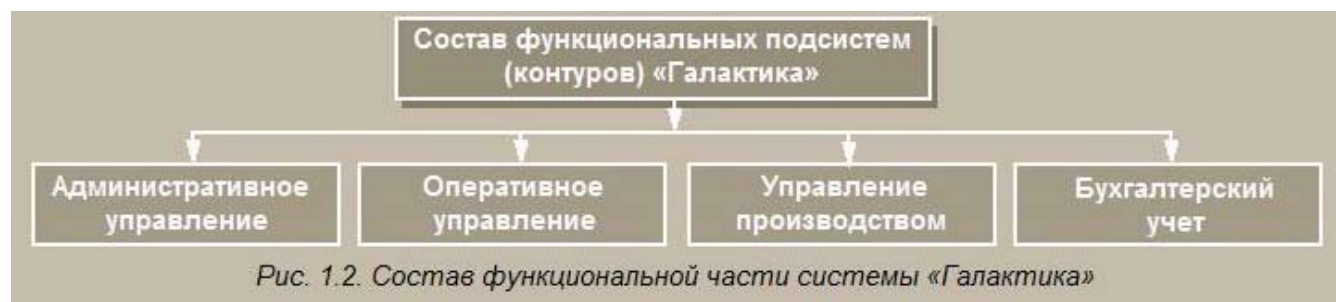 Состав функциональных подсистем
(контуров) «Галактика»
Административное
управление
Оперативное
управление
Управление
производством
Бухгалтерский
учет
Рис. 1.2. Состав функциональной части системы «Галактика»